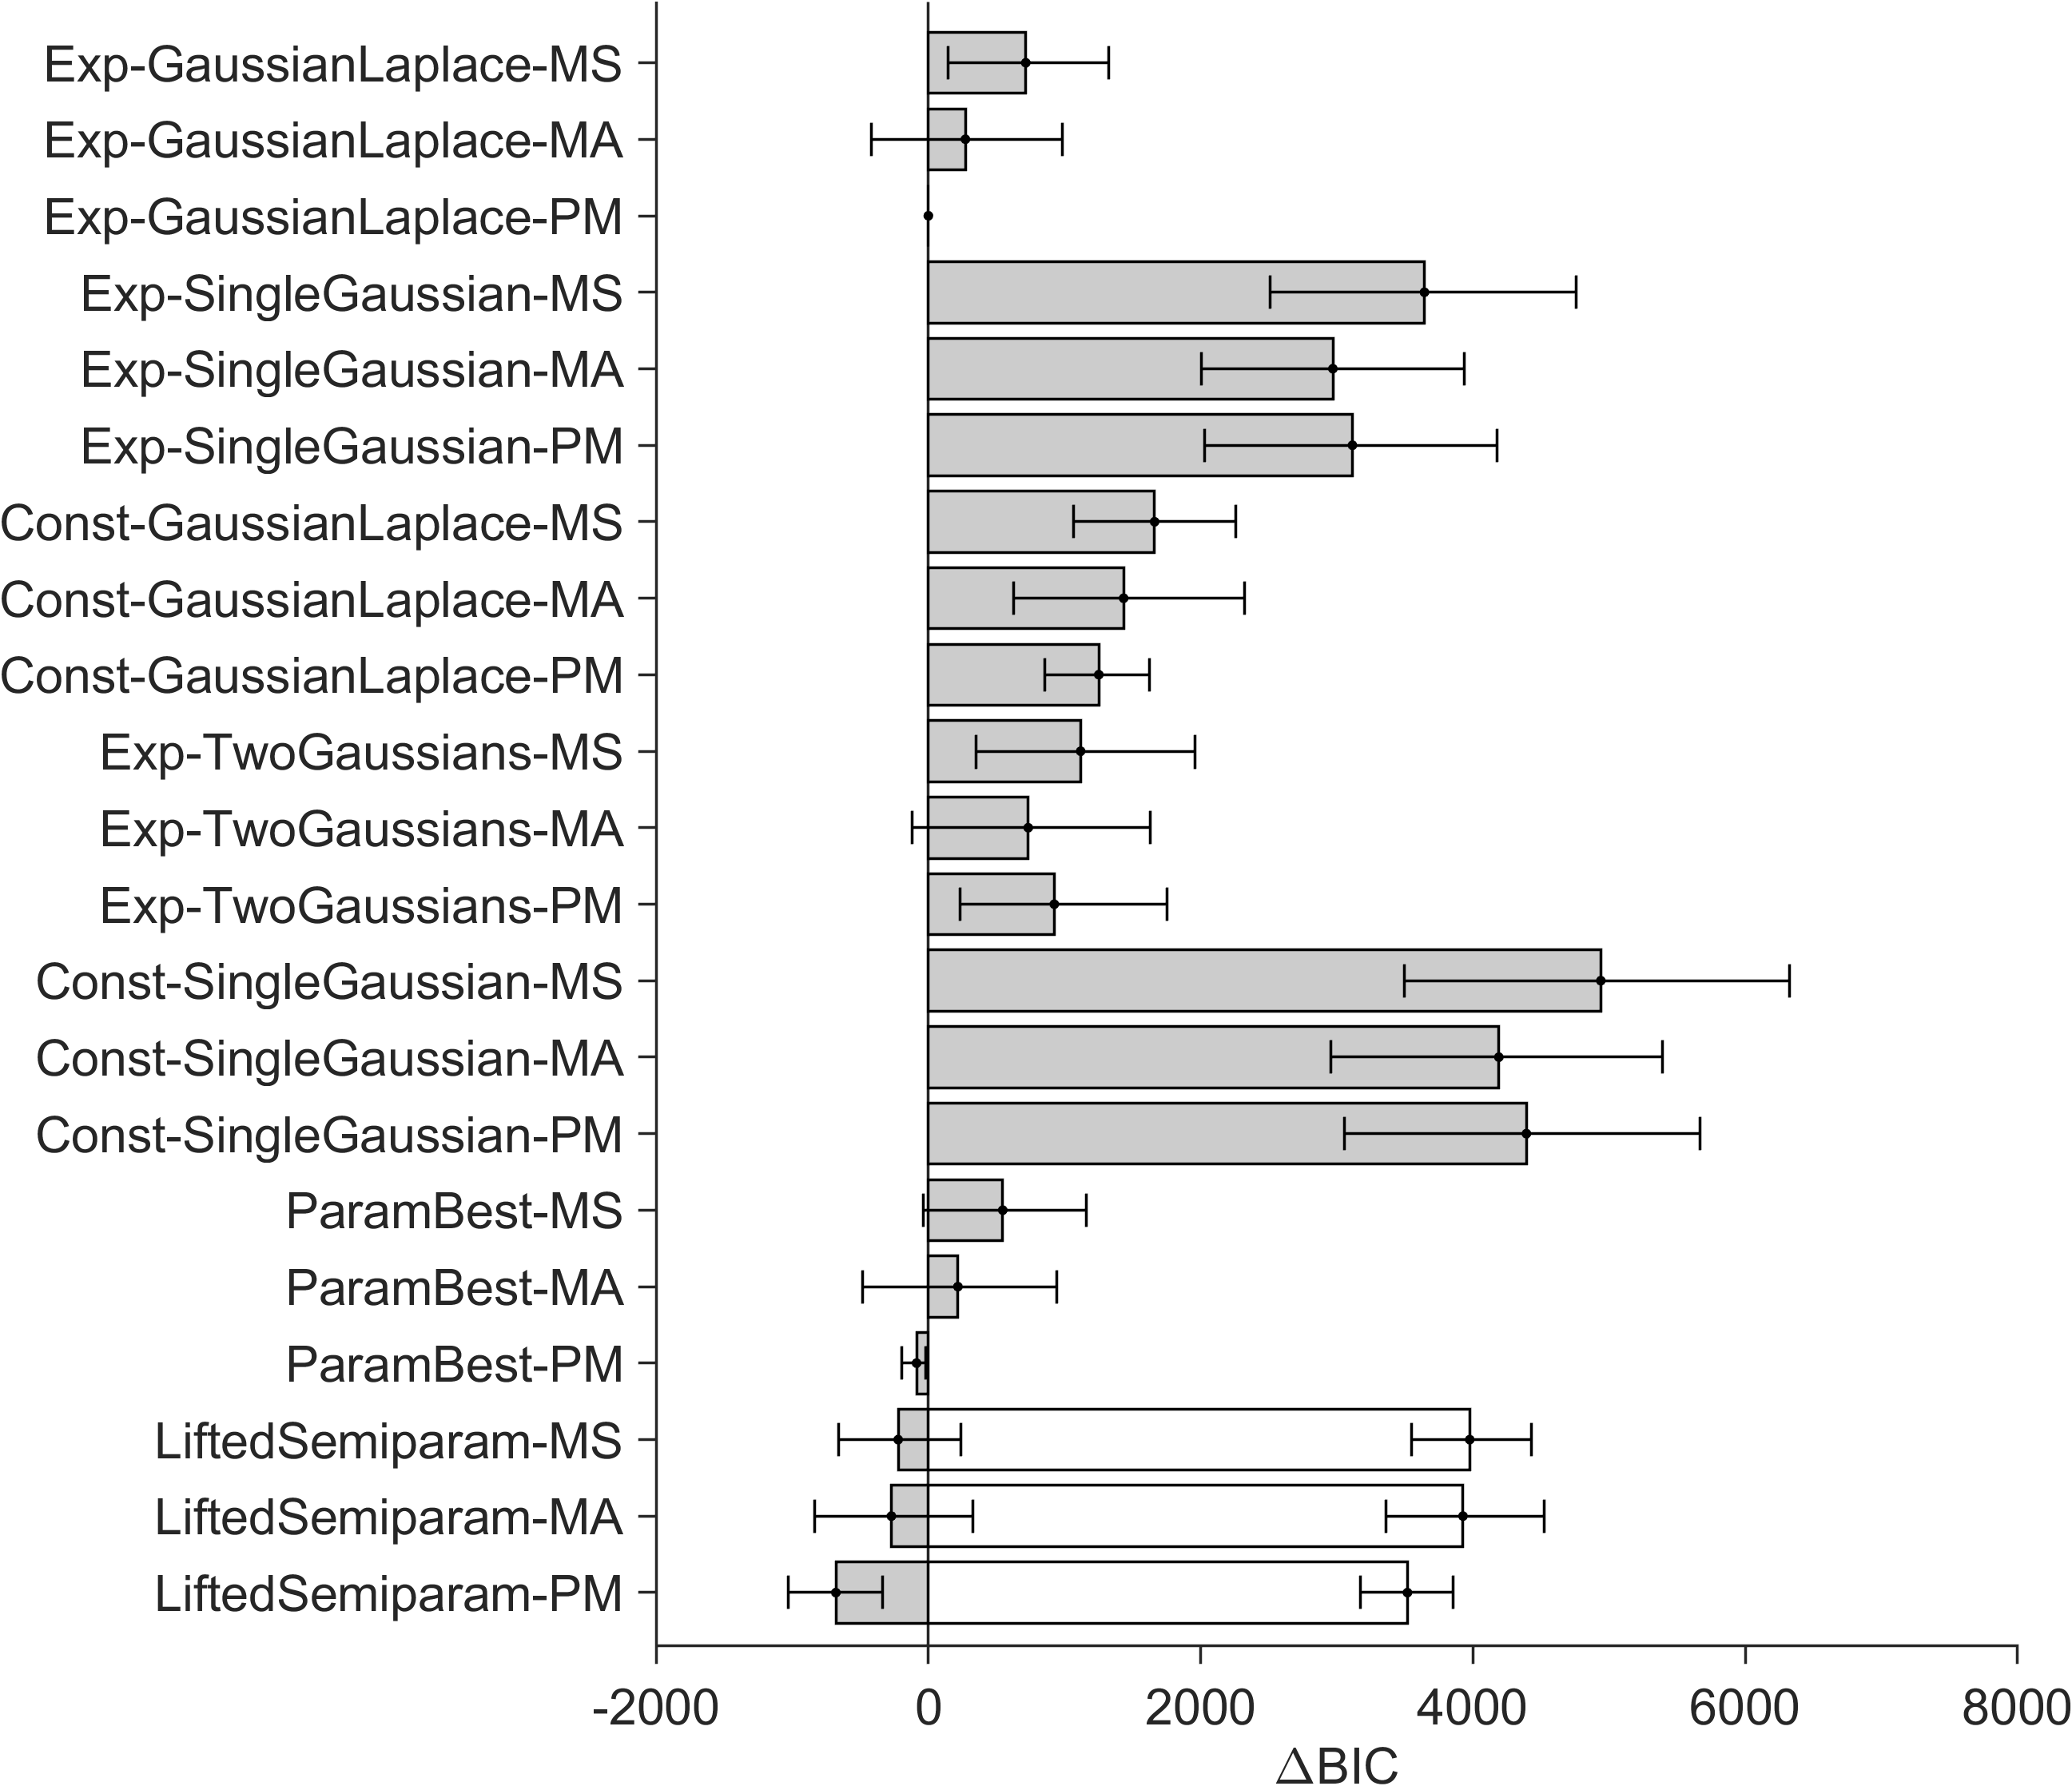 Exp-GaussianLaplace-MS
Exp-GaussianLaplace-MA
Exp-GaussianLaplace-PM
Exp-SingleGaussian-MS
Exp-SingleGaussian-MA
Exp-SingleGaussian-PM
Const-GaussianLaplace-MS
Const-GaussianLaplace-MA
Const-GaussianLaplace-PM
Exp-TwoGaussians-MS
Exp-TwoGaussians-MA
Exp-TwoGaussians-PM
Const-SingleGaussian-MS
Const-SingleGaussian-MA
Const-SingleGaussian-PM
ParamBest-MS
ParamBest-MA
ParamBest-PM
LiftedSemiparam-MS
LiftedSemiparam-MA
LiftedSemiparam-PM
-2000 0 2000 4000 6000 8000
ΔBIC